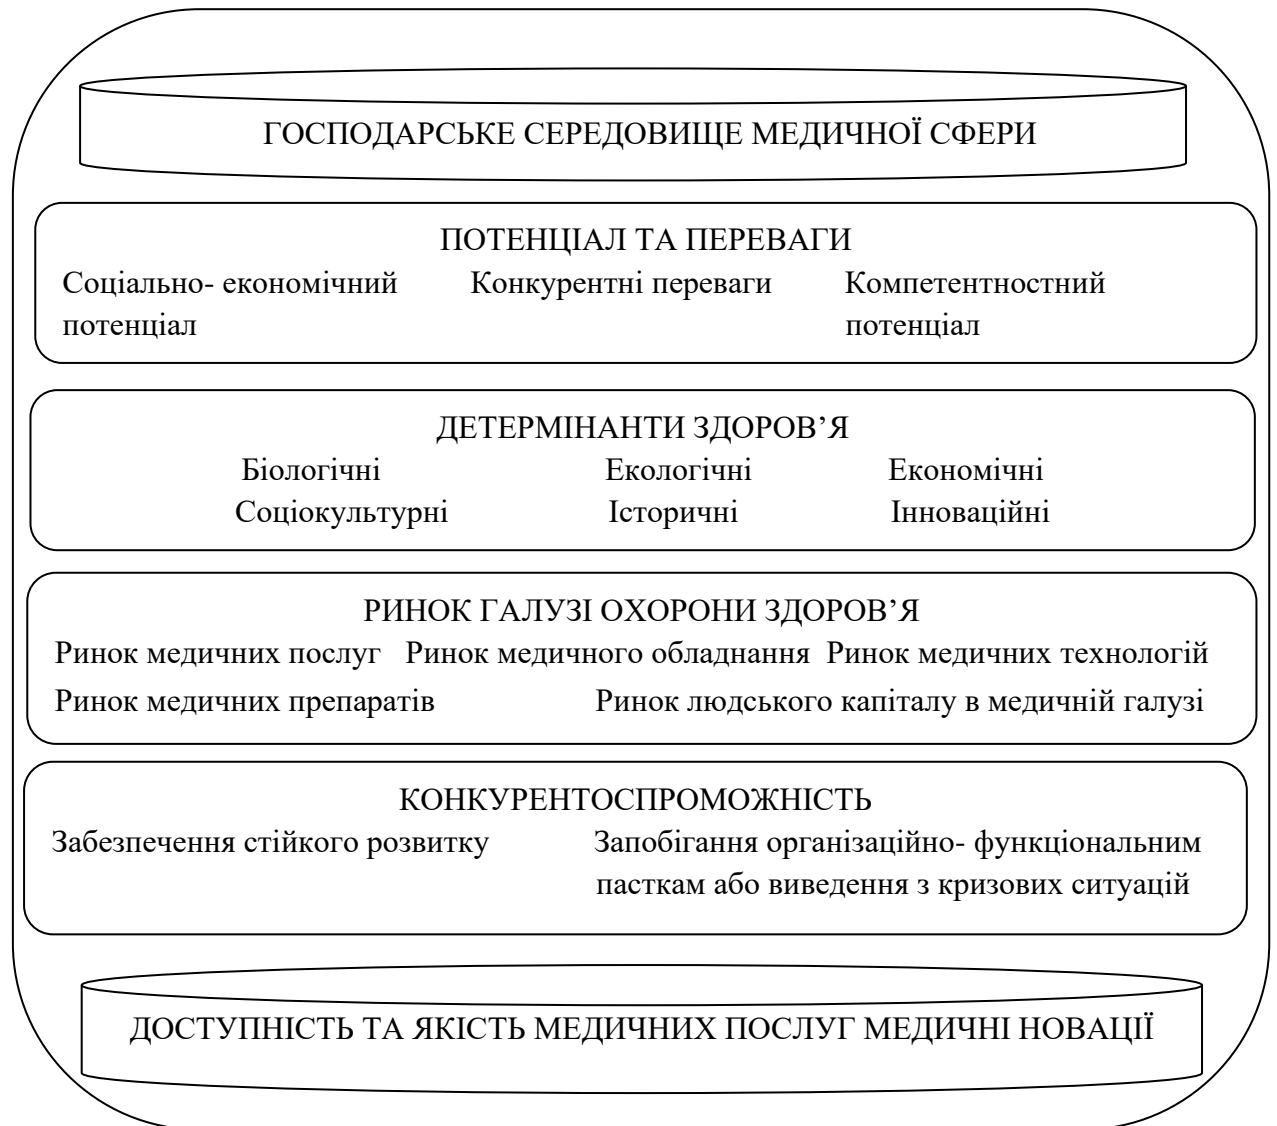 ГОСПОДАРСЬКЕ СЕРЕДОВИЩЕ МЕДИЧНОЇ СФЕРИ
ПОТЕНЦІАЛ ТА ПЕРЕВАГИ
Соціально- економічний Конкурентні переваги Компетентностний
потенціал потенціал
ДЕТЕРМІНАНТИ ЗДОРОВ’Я
Біологічні Екологічні Економічні
Соціокультурні Історичні Інноваційні
РИНОК ГАЛУЗІ ОХОРОНИ ЗДОРОВ’Я
Ринок медичних послуг Ринок медичного обладнання Ринок медичних технологій
Ринок медичних препаратів Ринок людського капіталу в медичній галузі
КОНКУРЕНТОСПРОМОЖНІСТЬ
Забезпечення стійкого розвитку Запобігання організаційно- функціональним
пасткам або виведення з кризових ситуацій
ДОСТУПНІСТЬ ТА ЯКІСТЬ МЕДИЧНИХ ПОСЛУГ МЕДИЧНІ НОВАЦІЇ